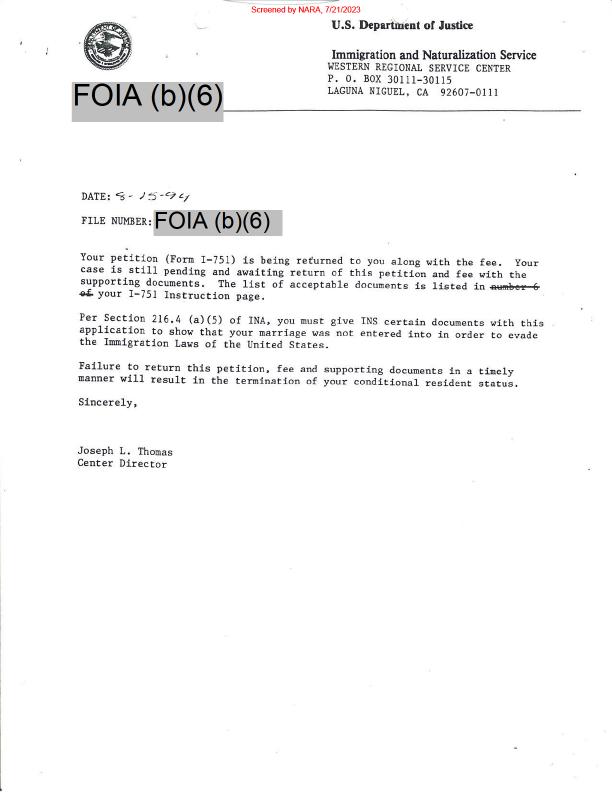 Screened by NARA, 7/21/2023
U.S. Department of Justice
Immigration and Naturalization Service
WESTERN REGIONAL SERVICE CENTER
P. O. BOX 30111-30115
LAGUNA NIGUEL, CA 92607-0111
FOIA (b)(6)
DATE: 8-15-94
FILE NUMBER: FOIA (b)(6)
Your petition (Form I-751) is being returned to you along with the fee. Your
case is still pending and awaiting return of this petition and fee with the
supporting documents. The list of acceptable documents is listed in number 6
of your I-751 Instruction page.
Per Section 216.4 (a)(5) of INA, you must give INS certain documents with this
application to show that your marriage was not entered into in order to evade
the Immigration Laws of the United States.
Failure to return this petition, fee and supporting documents in a timely
manner will result in the termination of your conditional resident status.
Sincerely,
Joseph L. Thomas
Center Director